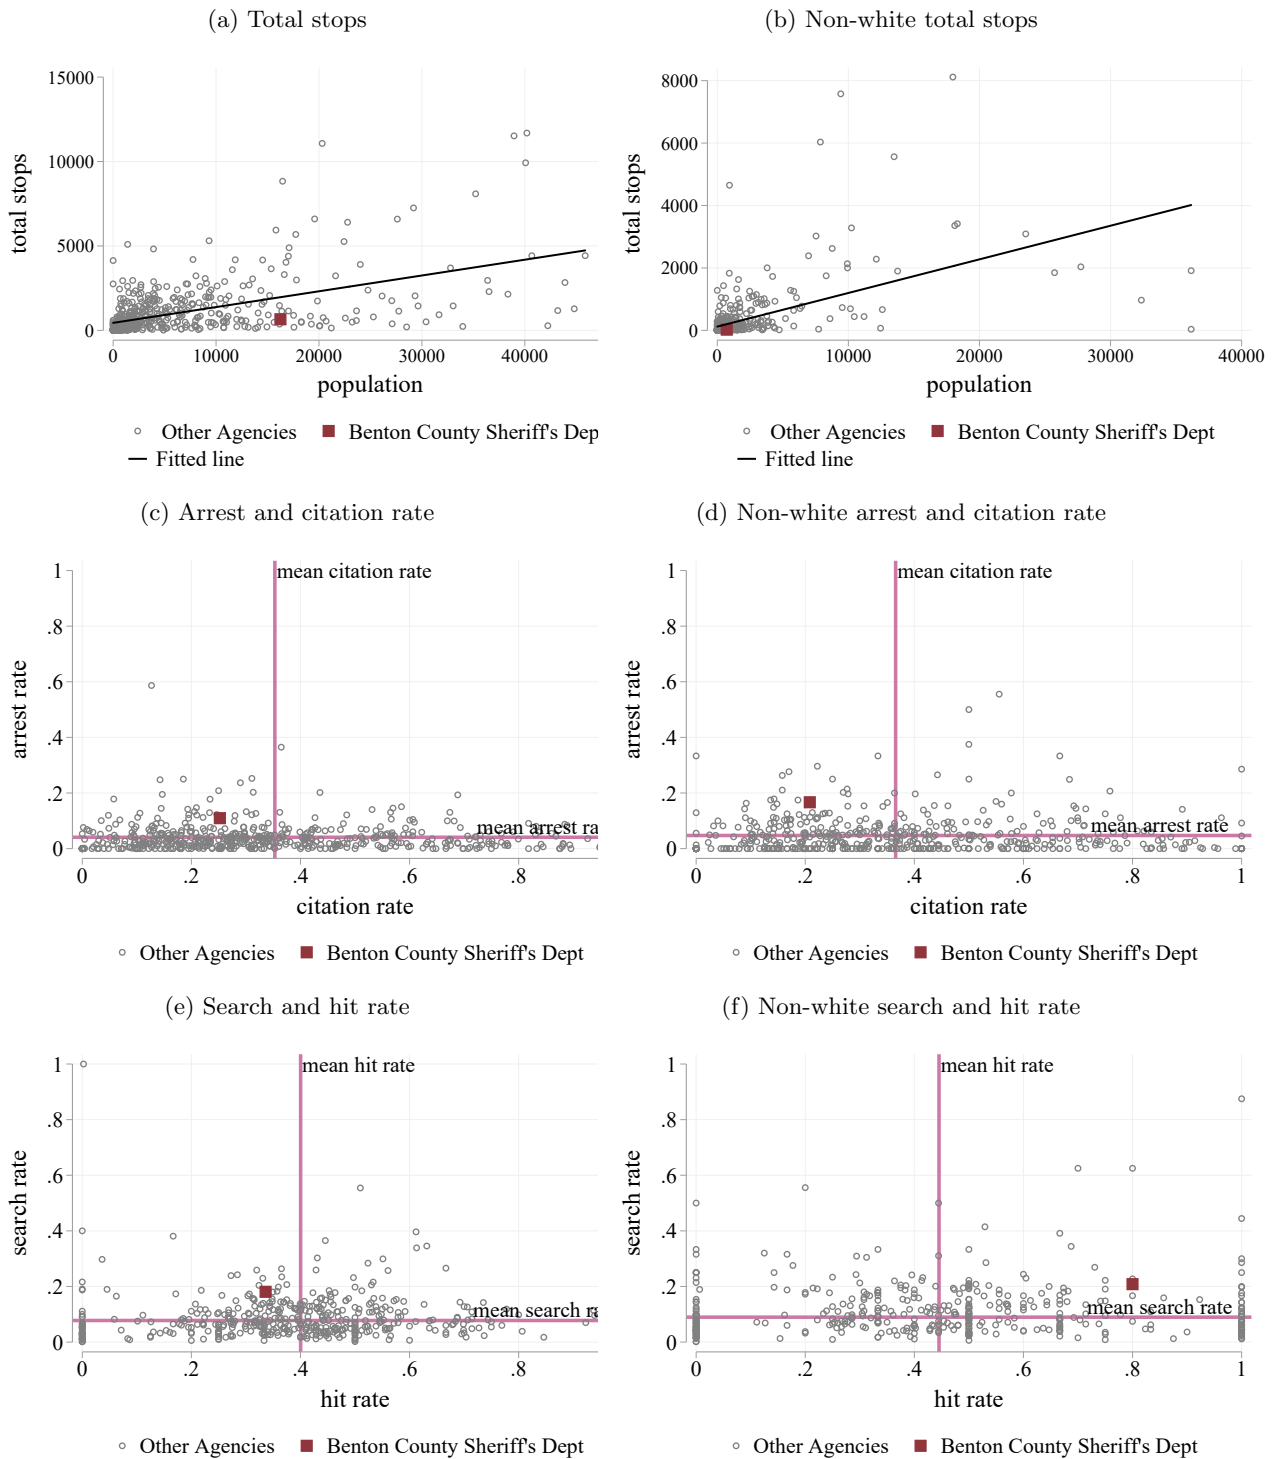 (a) Total stops
(b) Non-white total stops
15000
10000
5000
0
total stops
0 10000 20000 30000 40000
population
Other Agencies Benton County Sheriff's Dep
Fitted line
8000
6000
4000
2000
0
total stops
0 10000 20000 30000 40000
population
Other Agencies Benton County Sheriff's Dept
Fitted line
(c) Arrest and citation rate
(d) Non-white arrest and citation rate
1
.8
.6
.4
.2
0
arrest rate
mean citation rate
mean arrest ra
0 .2 .4 .6 .8
citation rate
Other Agencies Benton County Sheriff's Dept
1
.8
.6
.4
.2
0
arrest rate
mean citation rate
mean arrest rate
0 .2 .4 .6 .8 1
citation rate
Other Agencies Benton County Sheriff's Dept
(e) Search and hit rate
(f) Non-white search and hit rate
1
.8
.6
.4
.2
0
search rate
mean hit rate
mean search ra
0 .2 .4 .6 .8
hit rate
Other Agencies Benton County Sheriff's Dept
1
.8
.6
.4
.2
0
search rate
mean hit rate
mean search rate
0 .2 .4 .6 .8 1
hit rate
Other Agencies Benton County Sheriff's Dept